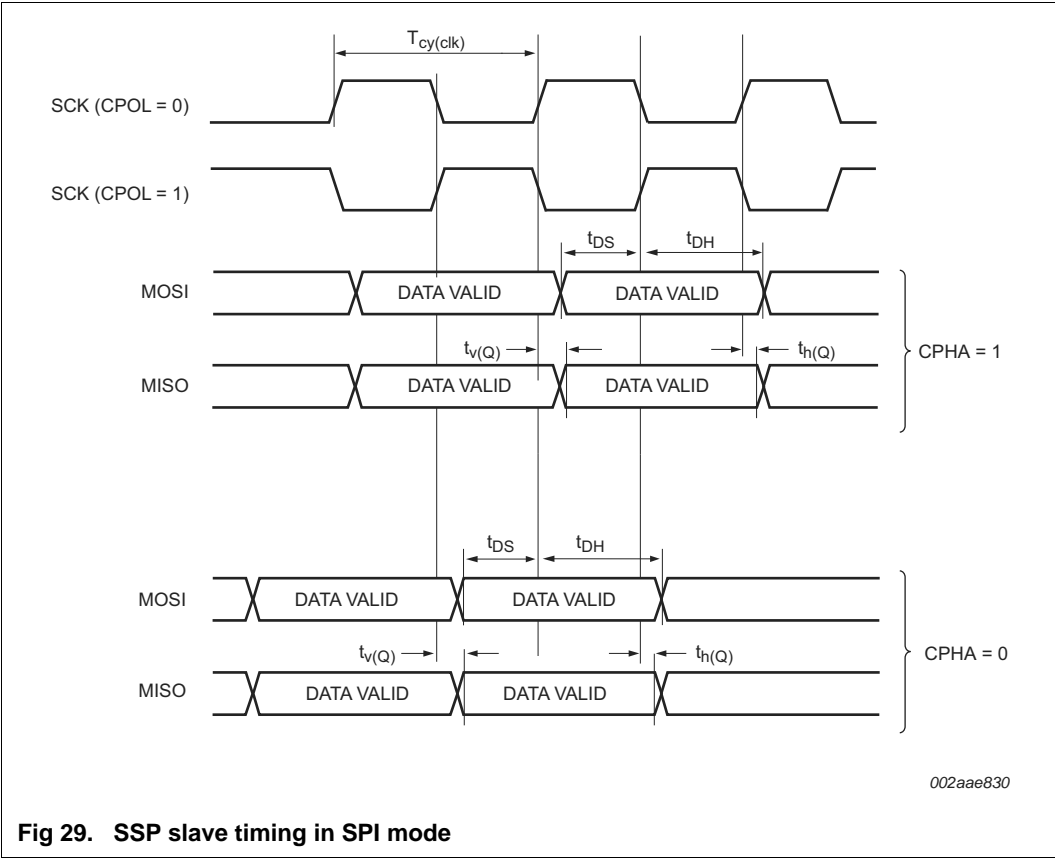 Tcy(clk)
SCK (CPOL = 0)
SCK (CPOL = 1)
tDS tDH
MOSI DATA VALID DATA VALID
tv(Q) th(Q)
CPHA = 1
MISO DATA VALID DATA VALID
tDS tDH
MOSI DATA VALID DATA VALID
tv(Q) th(Q) CPHA = 0
MISO DATA VALID DATA VALID
002aae830
Fig 29. SSP slave timing in SPI mode